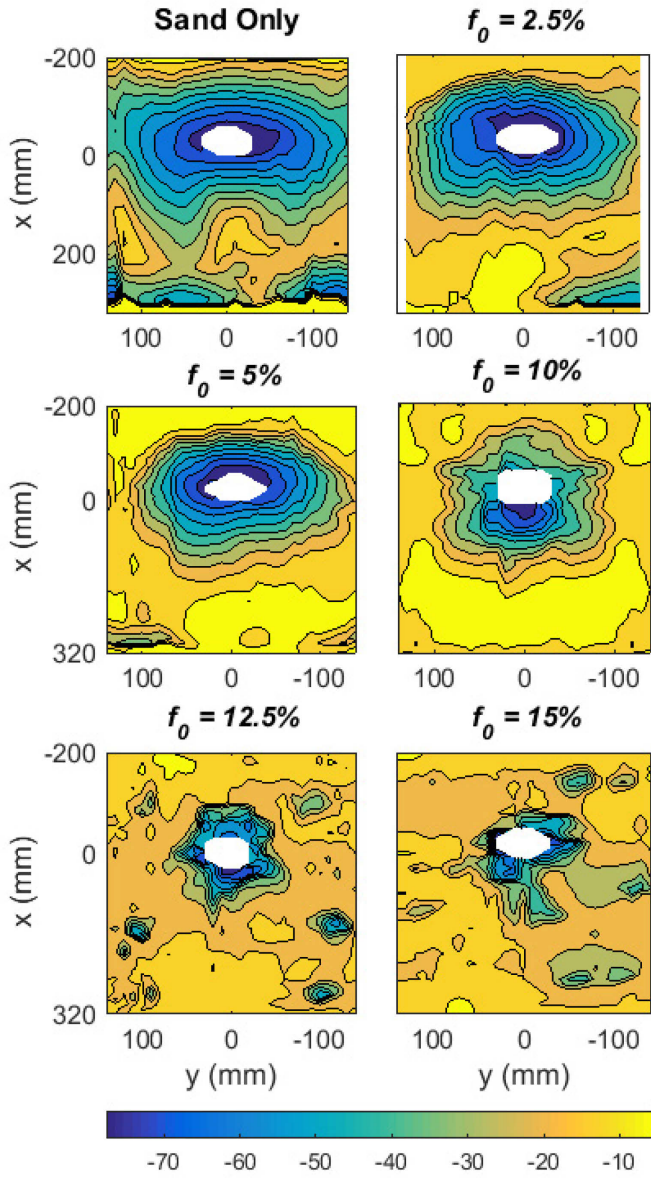 Sand Only
f0 = 2.5%
-200
0
200
x (mm)
100 0 -100
100 0 -100
f0 = 5%
f0 = 10%
-200
0
320
x (mm)
100 0 -100
100 0 -100
f0 = 12.5%
f0 = 15%
-200
0
320
x (mm)
100 0 -100
100 0 -100
y (mm)
y (mm)
-70 -60 -50 -40 -30 -20 -10